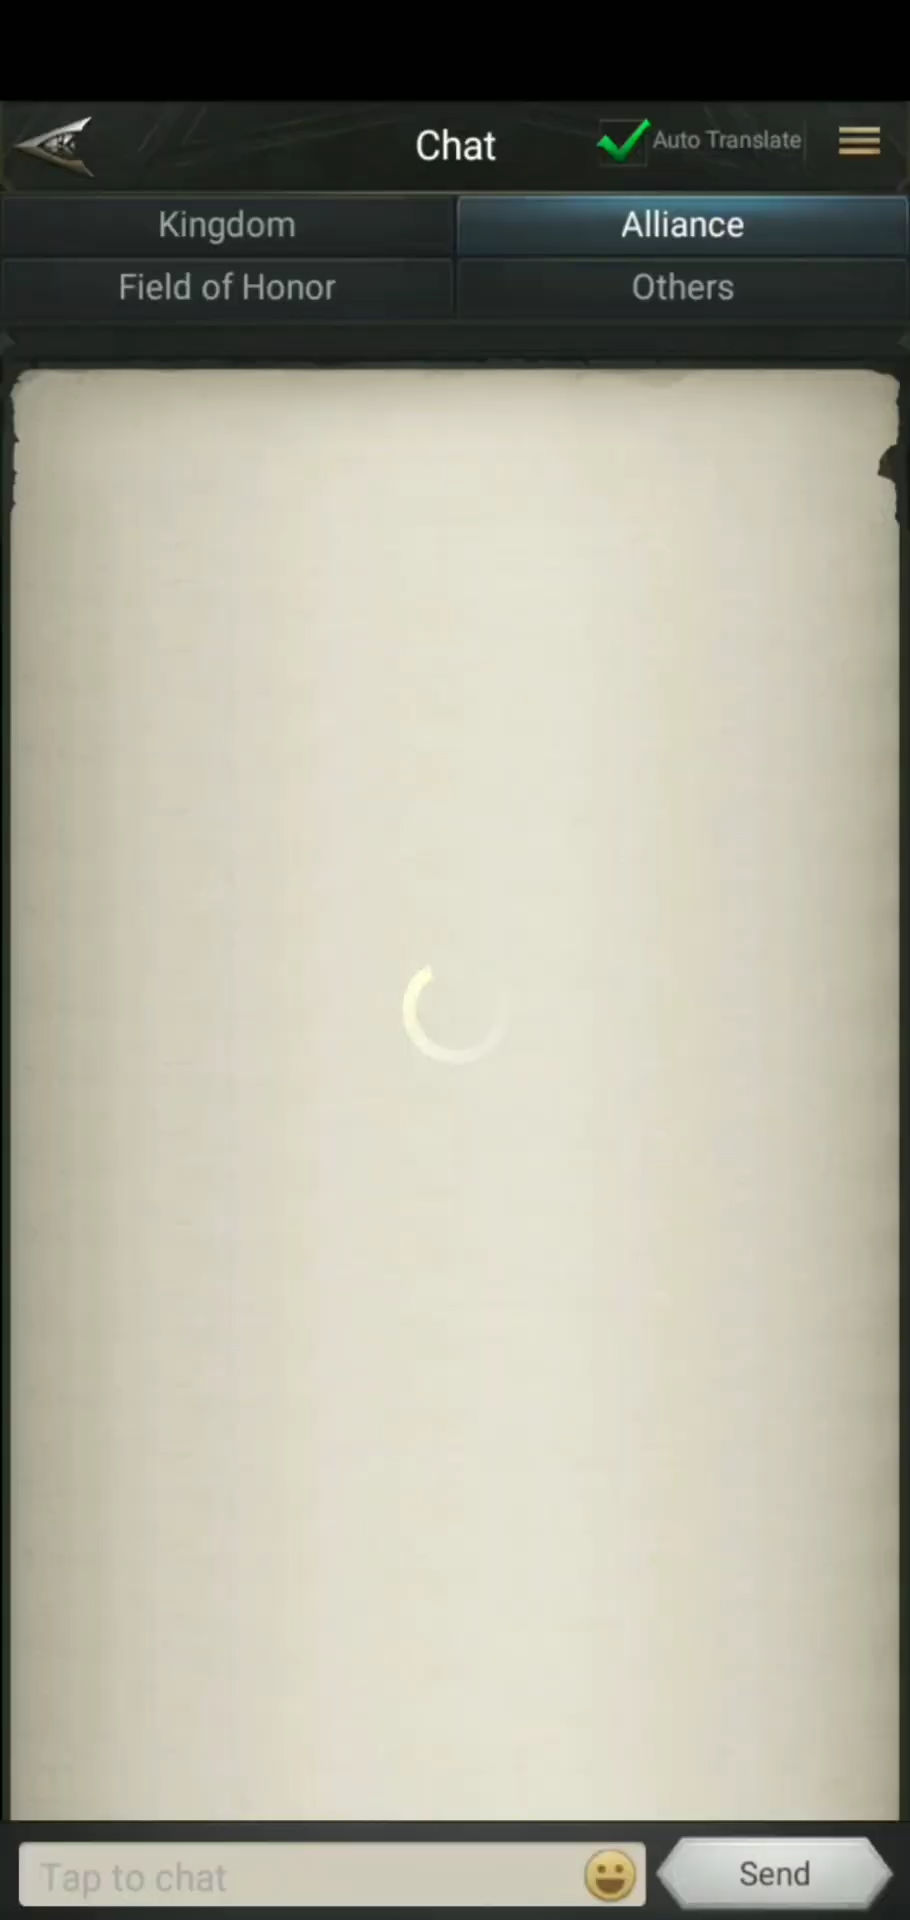 Chat
Auto Translate
Kingdom
Alliance
Field of Honor
Others
Tap to chat
Send